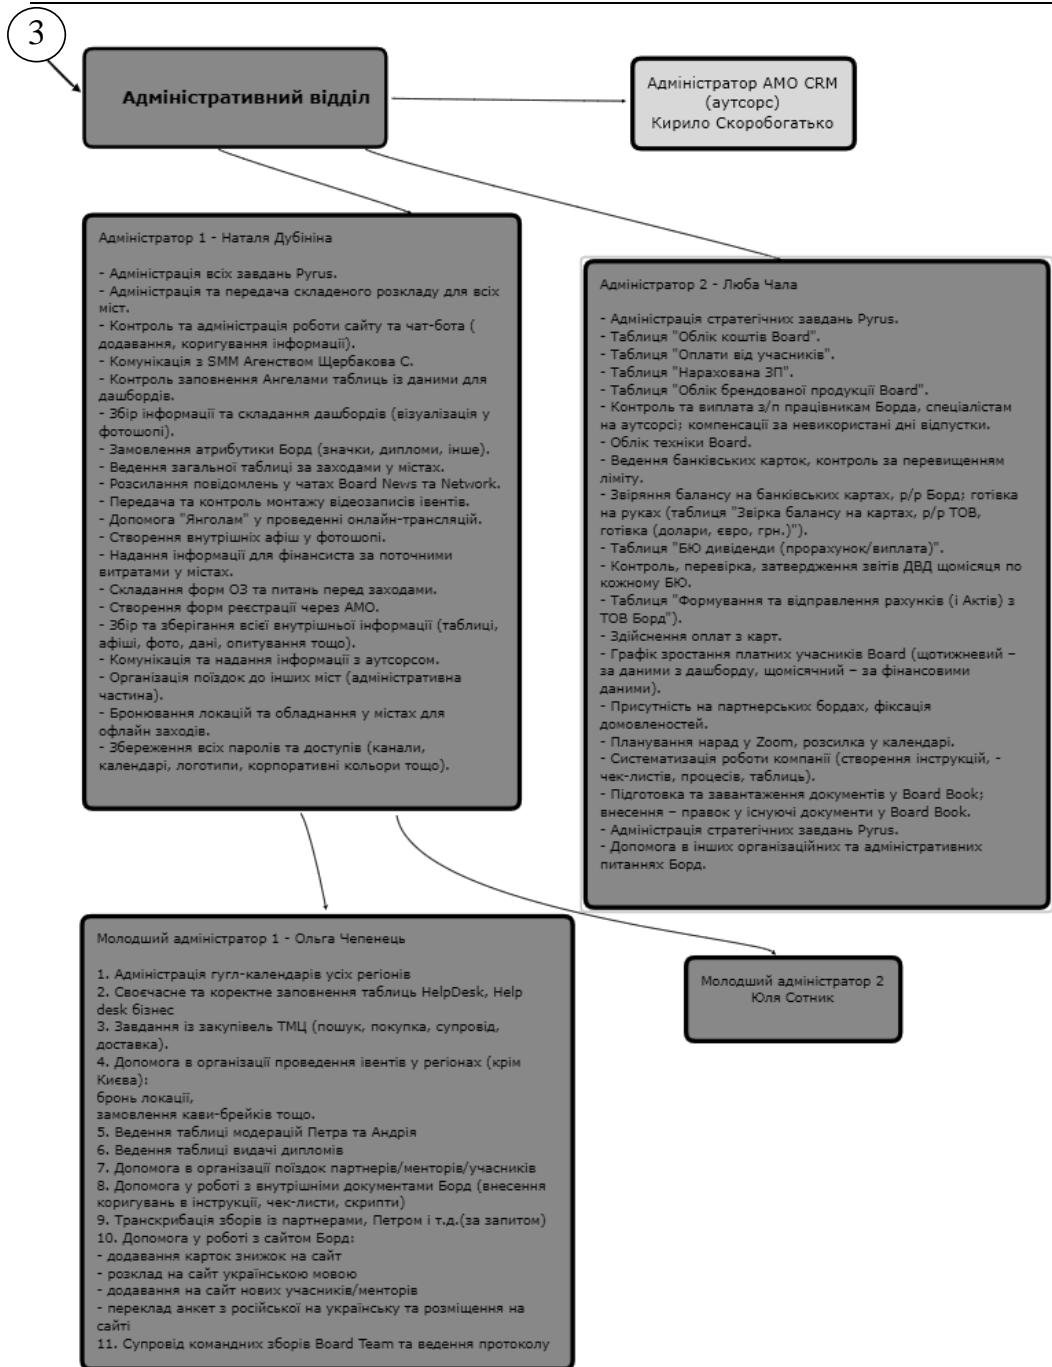 3
Адміністративний відділ
Адміністратор AMO CRM
(аутсорс)
Кирило Скоробогатько
Адміністратор 1 - Наталя Дубініна
- Адміністрація всіх завдань Pyrus.
- Адміністрація та передача складеного розкладу для всіх
міст.
- Контроль та адміністрація роботи сайту та чат-бота (
додавання, коригування інформації).
- Комунікація з SMM Агенством Щербакова С.
- Контроль заповнення Ангелами таблиць із даними для
дашбордів.
- Збір інформації та складання дашбордів (візуалізація у
фотошопі).
- Замовлення атрибутики Борд (значки, дипломи, інше).
- Ведення загальної таблиці за заходами у містах.
- Розсилання повідомлень у чатах Board News та Network.
- Передача та контроль монтажу відеозаписів івентів.
- Допомога "Янголам" у проведенні онлайн-трансляцій.
- Створення внутрішніх афіш у фотошопі.
- Надання інформації для фінансиста за поточними
витратами у містах.
- Складання форм ОЗ та питань перед заходами.
- Створення форм реєстрації через АМО.
- Збір та зберігання всієї внутрішньої інформації (таблиці,
афіші, фото, дані, опитування тощо).
- Комунікація та надання інформації з аутсорсом.
- Організація поїздок до інших міст (адміністративна
частина).
- Бронювання локацій та обладнання у містах для
офлайн заходів.
- Збереження всіх паролів та доступів (канали,
календарі, логотипи, корпоративні кольори тощо).
Адміністратор 2 - Люба Чала
- Адміністрація стратегічних завдань Pyrus.
- Таблиця "Облік коштів Board".
- Таблиця "Оплати від учасників".
- Таблиця "Нарахована ЗП".
- Таблиця "Облік брендованої продукції Board".
- Контроль та виплата з/п працівникам Борда, спеціалістам
на аутсорсі; компенсації за невикористані дні відпустки.
- Облік техніки Board.
- Ведення банківських карток, контроль за перевищенням
ліміту.
- Звіряння балансу на банківських картах, р/р Борд; готівка
на руках (таблиця "Звірка балансу на картах, р/р ТОВ,
готівка (долари, євро, грн.)").
- Таблиця "БЮ дивіденди (прорахунок/виплата)".
- Контроль, перевірка, затвердження звітів ДВД щомісяця по
кожному БЮ.
- Таблиця "Формування та відправлення рахунків (і Актів) з
ТОВ Борд").
- Здійснення оплат з карт.
- Графік зростання платних учасників Board (щотижневий –
за даними з дашборду, щомісячний – за фінансовими
даними).
- Присутність на партнерських бордах, фіксація
домовленостей.
- Планування нарад у Zoom, розсилка у календарі.
- Систематизація роботи компанії (створення інструкцій, -
чек-листів, процесів, таблиць).
- Підготовка та завантаження документів у Board Book;
внесення – правок у існуючі документи у Board Book.
- Адміністрація стратегічних завдань Pyrus.
- Допомога в інших організаційних та адміністративних
питаннях Борд.
Молодший адміністратор 1 - Ольга Чепенець
1. Адміністрація гугл-календарів усіх регіонів
2. Своєчасне та коректне заповнення таблиць HelpDesk, Help
desk бізнес
3. Завдання із закупівель ТМЦ (пошук, покупка, супровід,
доставка).
4. Допомога в організації проведення івентів у регіонах (крім
Києва):
бронь локації,
замовлення кави-брейків тощо.
5. Ведення таблиці модерацій Петра та Андрія
6. Ведення таблиці видачі дипломів
7. Допомога в організації поїздок партнерів/менторів/учасників
8. Допомога у роботі з внутрішніми документами Борд (внесення
коригувань в інструкції, чек-листи, скрипти)
9. Транскрибація зборів із партнерами, Петром і т.д.(за запитом)
10. Допомога у роботі з сайтом Борд:
- додавання карток знижок на сайт
- розклад на сайт українською мовою
- додавання на сайт нових учасників/менторів
- переклад анкет з російської на українську та розміщення на
сайті
11. Супровід командних зборів Board Team та ведення протоколу
Молодший адміністратор 2
Юля Сотник